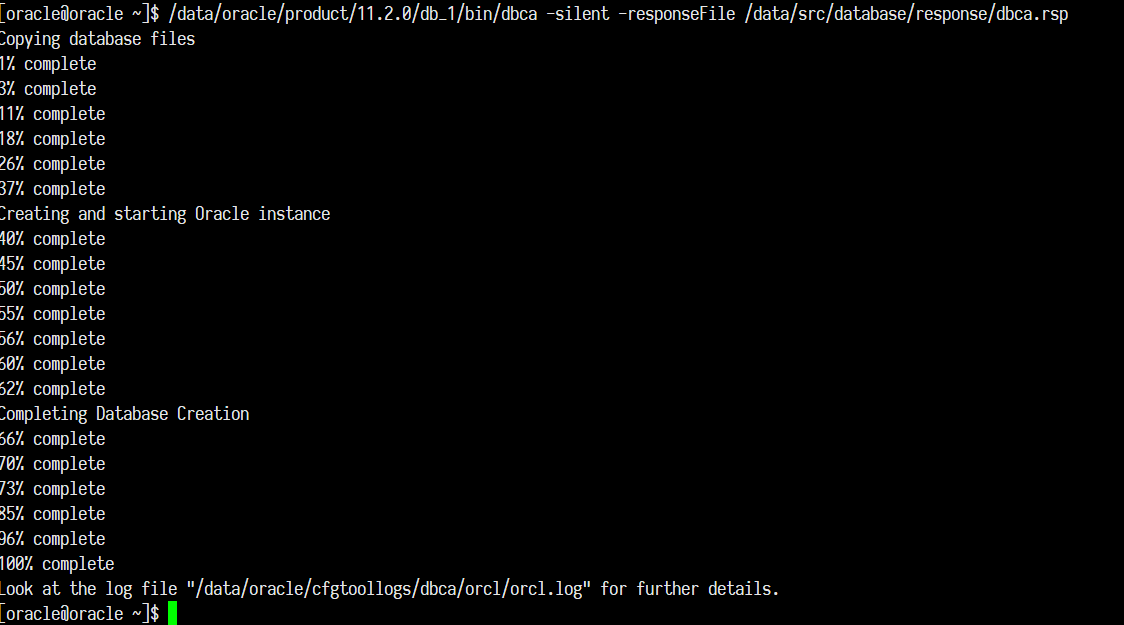 [oracle@oracle ~]$ /data/oracle/product/11.2.0/db_1/bin/dbca -silent -responseFile /data/src/database/response/dbca.rsp
Copying database files
1% complete
3% complete
11% complete
18% complete
26% complete
37% complete
Creating and starting Oracle instance
40% complete
45% complete
50% complete
55% complete
56% complete
60% complete
62% complete
Completing Database Creation
66% complete
70% complete
73% complete
85% complete
96% complete
100% complete
Look at the log file "/data/oracle/cfgtoollogs/dbca/orcl/orcl.log" for further details.
[oracle@oracle ~]$